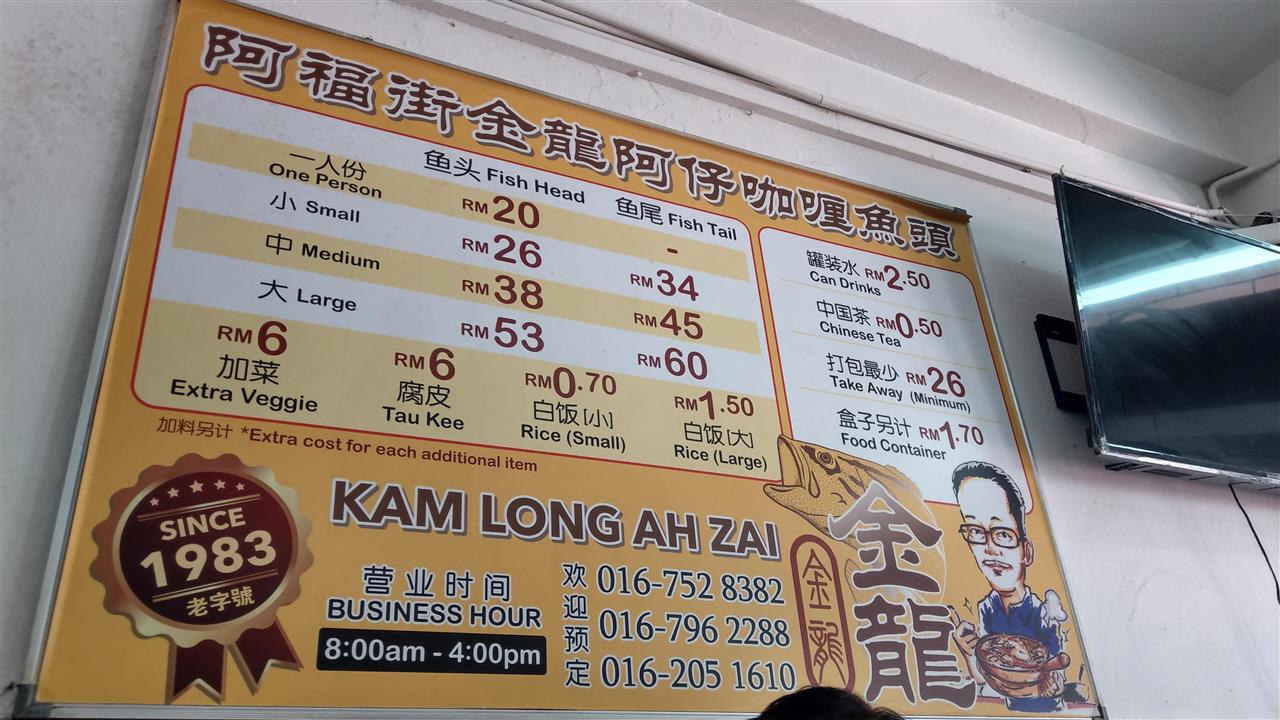 阿福街金龍阿仔咖喱魚頭
鱼头 Fish Head 鱼尾 Fish Tail
一人份 One Person RM 20 -
小 Small RM 26 RM 34
中 Medium RM 38 RM 45
大 Large RM 53 RM 60
RM 6 加菜 Extra Veggie
RM 6 腐皮 Tau Kee
RM 0.70 白饭 [小] Rice (Small)
RM 1.50 白饭 [大] Rice (Large)
加料另计 *Extra cost for each additional item
罐装水 Can Drinks RM 2.50
中国茶 Chinese Tea RM 0.50
打包最少 Take Away (Minimum) RM 26
盒子另计 Food Container RM 1.70
SINCE
1983
老字號
KAM LONG AH ZAI
营业时间
BUSINESS HOUR
8:00am - 4:00pm
欢迎预定
016-752 8382
016-796 2288
016-205 1610
金龍
金龍